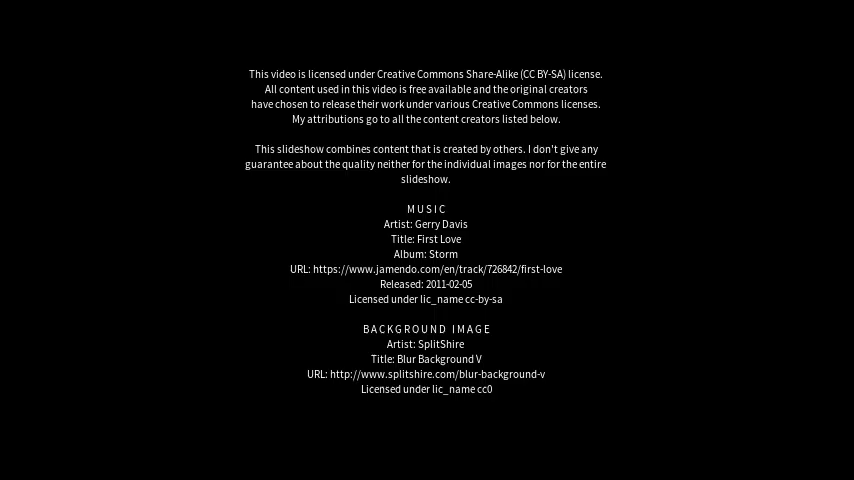 This video is licensed under Creative Commons Share-Alike (CC BY-SA) license.
All content used in this video is free available and the original creators
have chosen to release their work under various Creative Commons licenses.
My attributions go to all the content creators listed below.
This slideshow combines content that is created by others. I don't give any
guarantee about the quality neither for the individual images nor for the entire
slideshow.
MUSIC
Artist: Gerry Davis
Title: First Love
Album: Storm
URL: https://www.jamendo.com/en/track/726842/first-love
Released: 2011-02-05
Licensed under lic_name cc-by-sa
BACKGROUND IMAGE
Artist: SplitShire
Title: Blur Background V
URL: http://www.splitshire.com/blur-background-v
Licensed under lic_name cc0